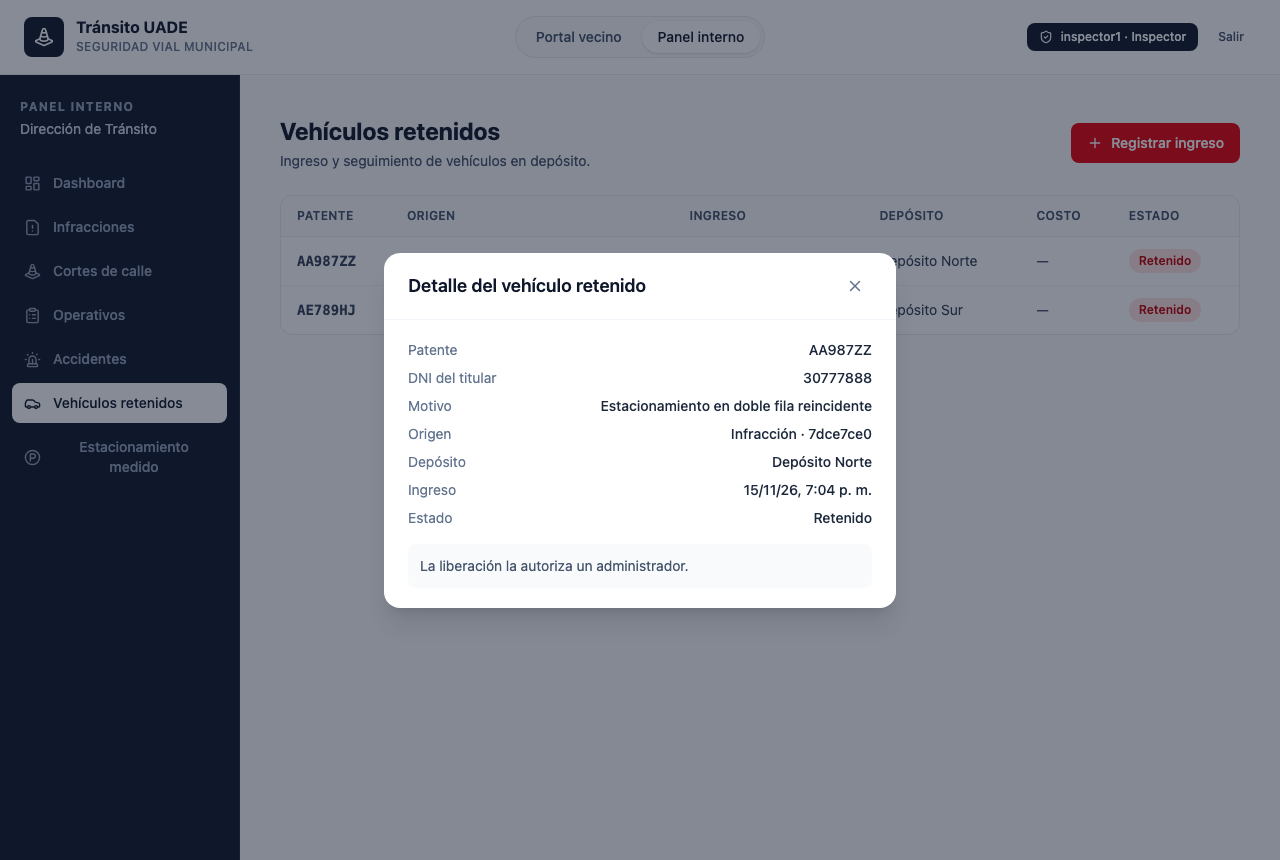 Tránsito UADE
SEGURIDAD VIAL MUNICIPAL
Portal vecino
Panel interno
inspector1 · Inspector
Salir
PANEL INTERNO
Dirección de Tránsito
Dashboard
Infracciones
Cortes de calle
Operativos
Accidentes
Vehículos retenidos
Estacionamiento
medido
Vehículos retenidos
Ingreso y seguimiento de vehículos en depósito.
Registrar ingreso
PATENTE ORIGEN INGRESO DEPÓSITO COSTO ESTADO
AA987ZZ epósito Norte — Retenido
AE789HJ epósito Sur — Retenido
Detalle del vehículo retenido
Patente AA987ZZ
DNI del titular 30777888
Motivo Estacionamiento en doble fila reincidente
Origen Infracción · 7dce7ce0
Depósito Depósito Norte
Ingreso 15/11/26, 7:04 p. m.
Estado Retenido
La liberación la autoriza un administrador.